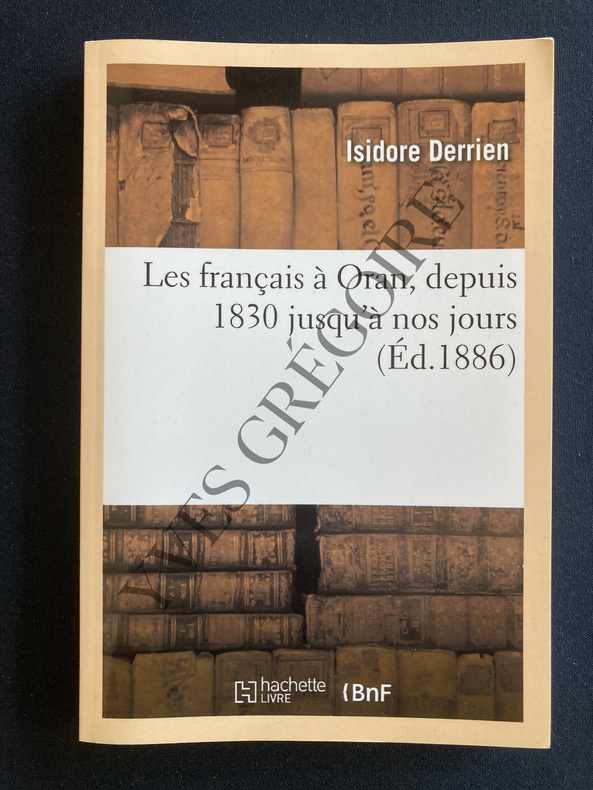 Isidore Derrien
Les français à Oran, depuis
1830 jusqu'à nos jours
(Éd.1886)
YVES GRÉGOIRE
hachette
LIVRE
BnF